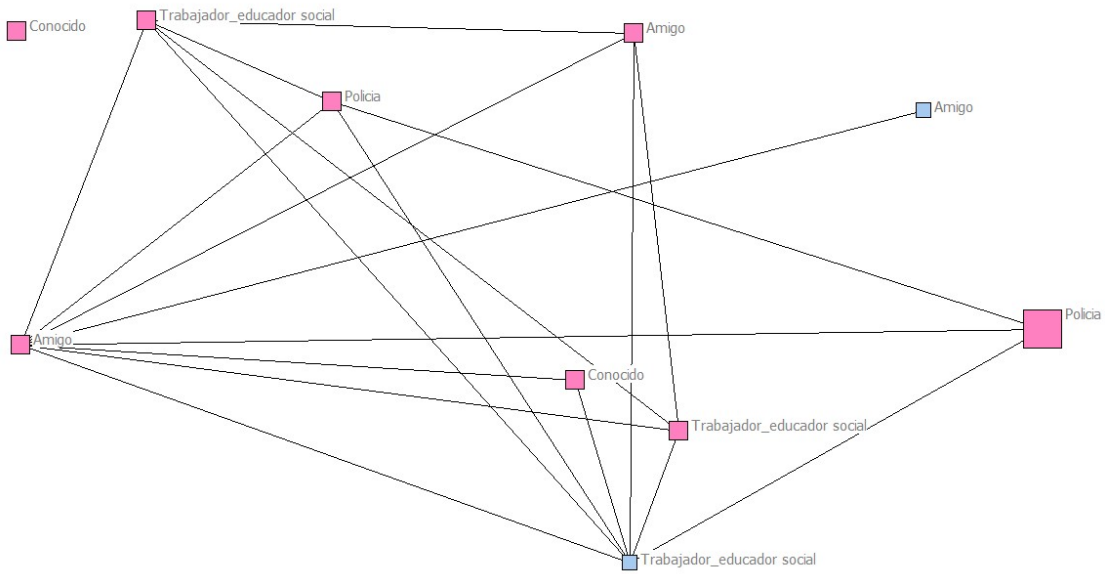 Trabajador_educador social
Conocido
Amigo
Policia
Amigo
Policia
Amigo
Conocido
Trabajador_educador social
Trabajador_educador social